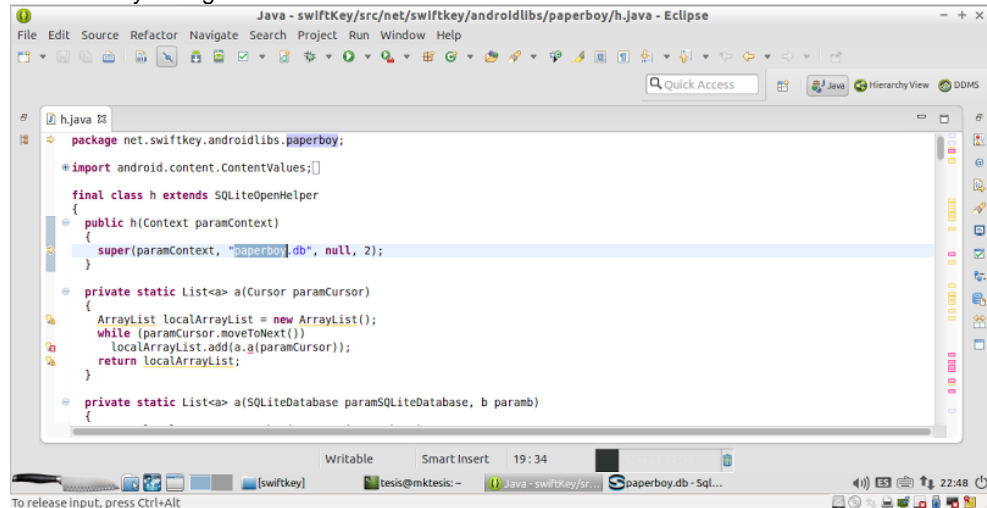 Java - swiftKey/src/net/swiftkey/androidlibs/paperboy/h.java - Eclipse
File Edit Source Refactor Navigate Search Project Run Window Help
Quick Access
Java
Hierarchy View
DDMS
h.java
package net.swiftkey.androidlibs.paperboy;
import android.content.ContentValues;
final class h extends SQLiteOpenHelper
{
public h(Context paramContext)
{
super(paramContext, "paperboy.db", null, 2);
}
private static List<a> a(Cursor paramCursor)
{
ArrayList localArrayList = new ArrayList();
while (paramCursor.moveToNext())
localArrayList.add(a.a(paramCursor));
return localArrayList;
}
private static List<a> a(SQLiteDatabase paramSQLiteDatabase, b paramb)
{
Writable Smart Insert 19 : 34
[swiftkey] tesis@mktesis: ~ Java - swiftKey/sr... paperboy.db - Sql... ES 22:48
To release input, press Ctrl+Alt